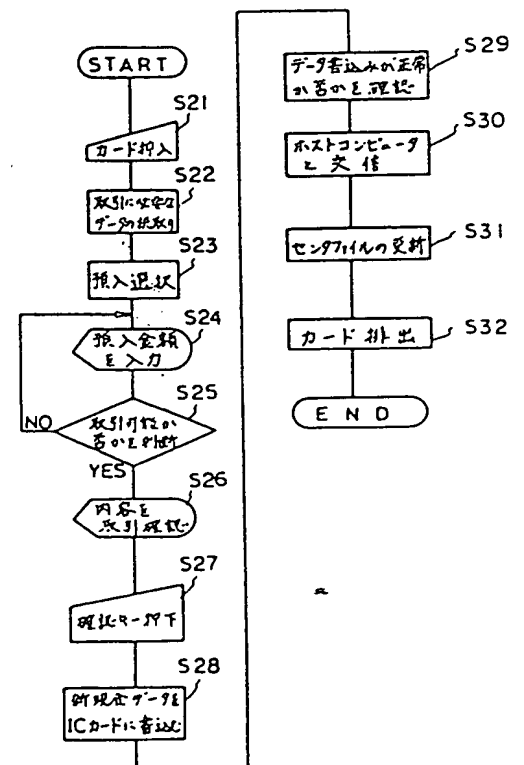 START
S21
カード押入
S22
取引に必要な
データの読取り
S23
預入選択
S24
預入金額
を入力
S25
取引可能か
否かを判断
NO
YES
S26
内容を
取引確認
S27
確認キー押下
S28
新現在データを
ICカードに書込む
S29
データ書込みが正常
か否かを確認
S30
ホストコンピュータ
と交信
S31
センタファイルの更新
S32
カード排出
END